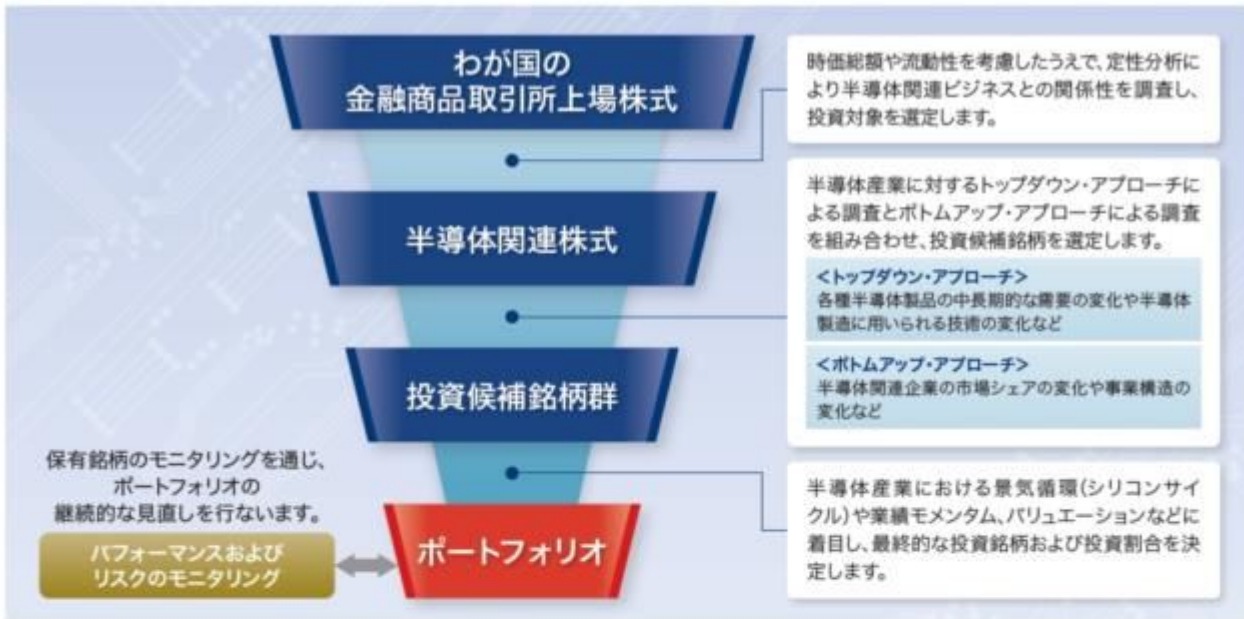 わが国の
金融商品取引所上場株式
時価総額や流動性を考慮したうえで、定性分析に
より半導体関連ビジネスとの関係性を調査し、
投資対象を選定します。
半導体関連株式
半導体産業に対するトップダウン・アプローチに
よる調査とボトムアップ・アプローチによる調査
を組み合わせ、投資候補銘柄を選定します。
<トップダウン・アプローチ>
各種半導体製品の中長期的な需要の変化や半導体
製造に用いられる技術の変化など
<ボトムアップ・アプローチ>
半導体関連企業の市場シェアの変化や事業構造の
変化など
投資候補銘柄群
半導体産業における景気循環(シリコンサイ
クル)や業績モメンタム、バリュエーションなどに
着目し、最終的な投資銘柄および投資割合を決
定します。
ポートフォリオ
保有銘柄のモニタリングを通じ、
ポートフォリオの
継続的な見直しを行ないます。
パフォーマンスおよび
リスクのモニタリング